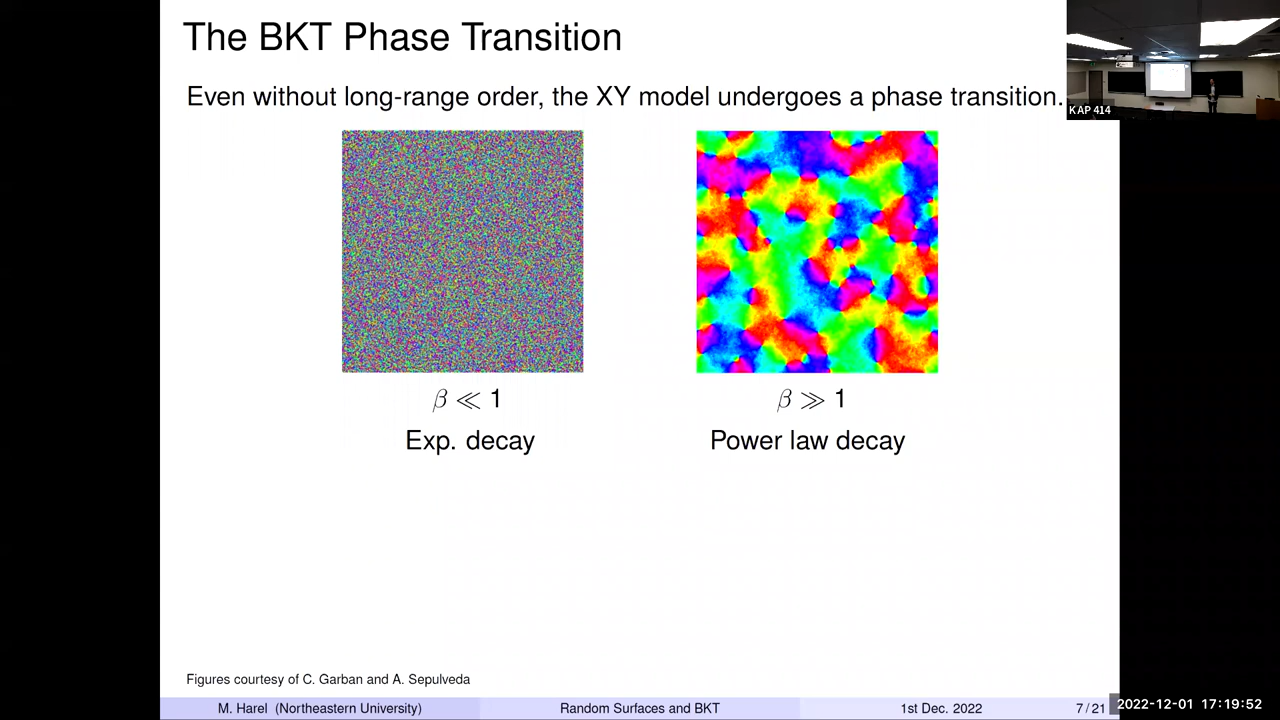 The BKT Phase Transition
Even without long-range order, the XY model undergoes a phase transition.
KAP 414
β ≪ 1
β ≫ 1
Exp. decay
Power law decay
Figures courtesy of C. Garban and A. Sepulveda
M. Harel (Northeastern University)
Random Surfaces and BKT
1st Dec. 2022
7 / 21
2022-12-01 17:19:52